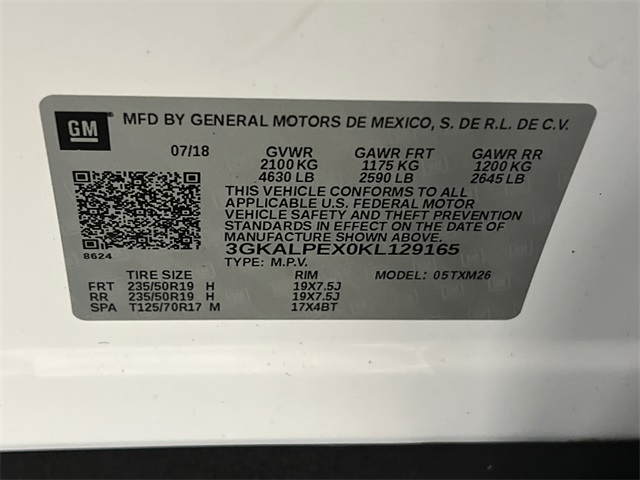 GM MFD BY GENERAL MOTORS DE MEXICO, S. DE R.L. DE C.V.
07/18 GVWR GAWR FRT GAWR RR
2100 KG 1175 KG 1200 KG
4630 LB 2590 LB 2645 LB
THIS VEHICLE CONFORMS TO ALL
APPLICABLE U.S. FEDERAL MOTOR
VEHICLE SAFETY AND THEFT PREVENTION
STANDARDS IN EFFECT ON THE DATE OF
MANUFACTURE SHOWN ABOVE.
8624 3GKALPEX0KL129165
TYPE: M.P.V.
TIRE SIZE RIM MODEL: 05TXM26
FRT 235/50R19 H 19X7.5J
RR 235/50R19 H 19X7.5J
SPA T125/70R17 M 17X4BT